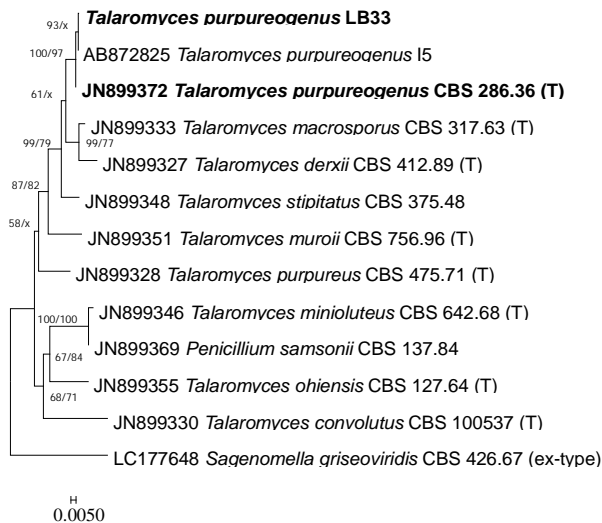 93/x
Talaromyces purpureogenus LB33
100/97
AB872825 Talaromyces purpureogenus I5
61/x
JN899372 Talaromyces purpureogenus CBS 286.36 (T)
JN899333 Talaromyces macrosporus CBS 317.63 (T)
99/79
99/77
JN899327 Talaromyces derxii CBS 412.89 (T)
87/82
JN899348 Talaromyces stipitatus CBS 375.48
58/x
JN899351 Talaromyces muroii CBS 756.96 (T)
JN899328 Talaromyces purpureus CBS 475.71 (T)
JN899346 Talaromyces minioluteus CBS 642.68 (T)
100/100
JN899369 Penicillium samsonii CBS 137.84
67/84
JN899355 Talaromyces ohiensis CBS 127.64 (T)
68/71
JN899330 Talaromyces convolutus CBS 100537 (T)
LC177648 Sagenomella griseoviridis CBS 426.67 (ex-type)
0.0050